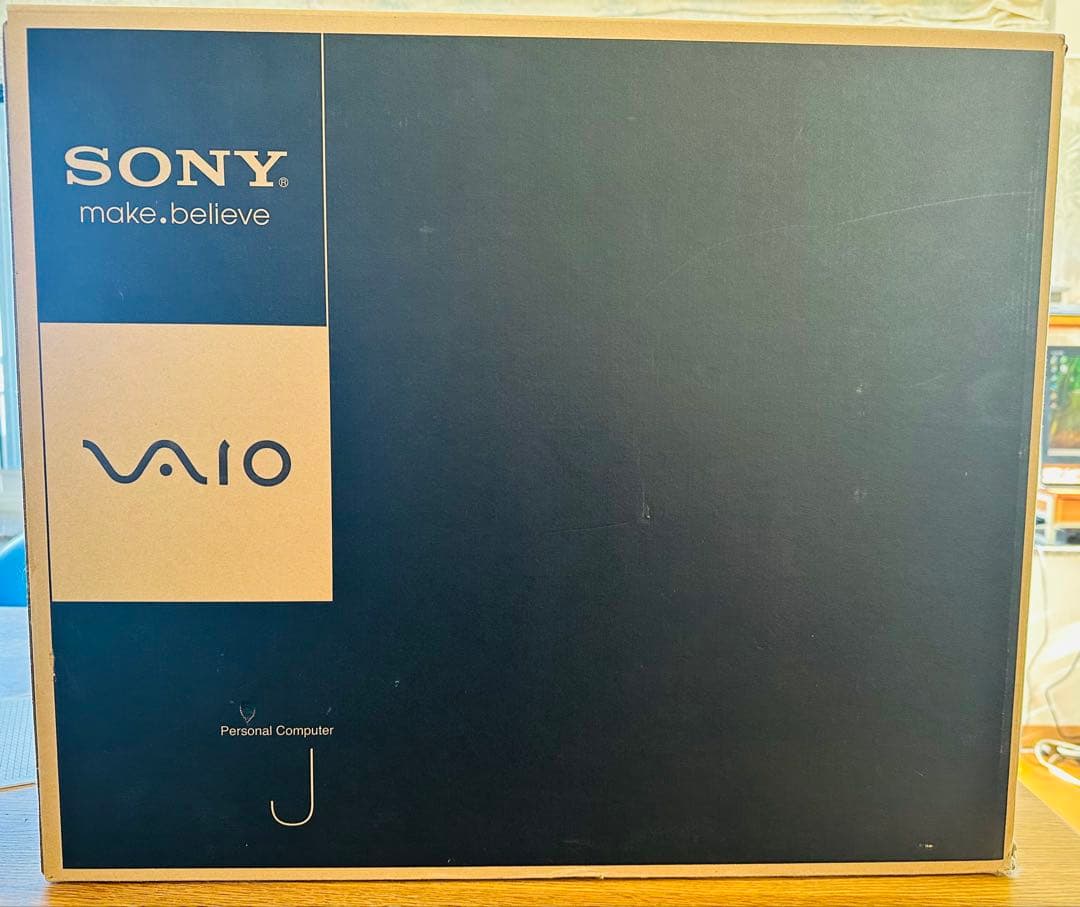 SONY®
make.believe
VAIO
Personal Computer
J